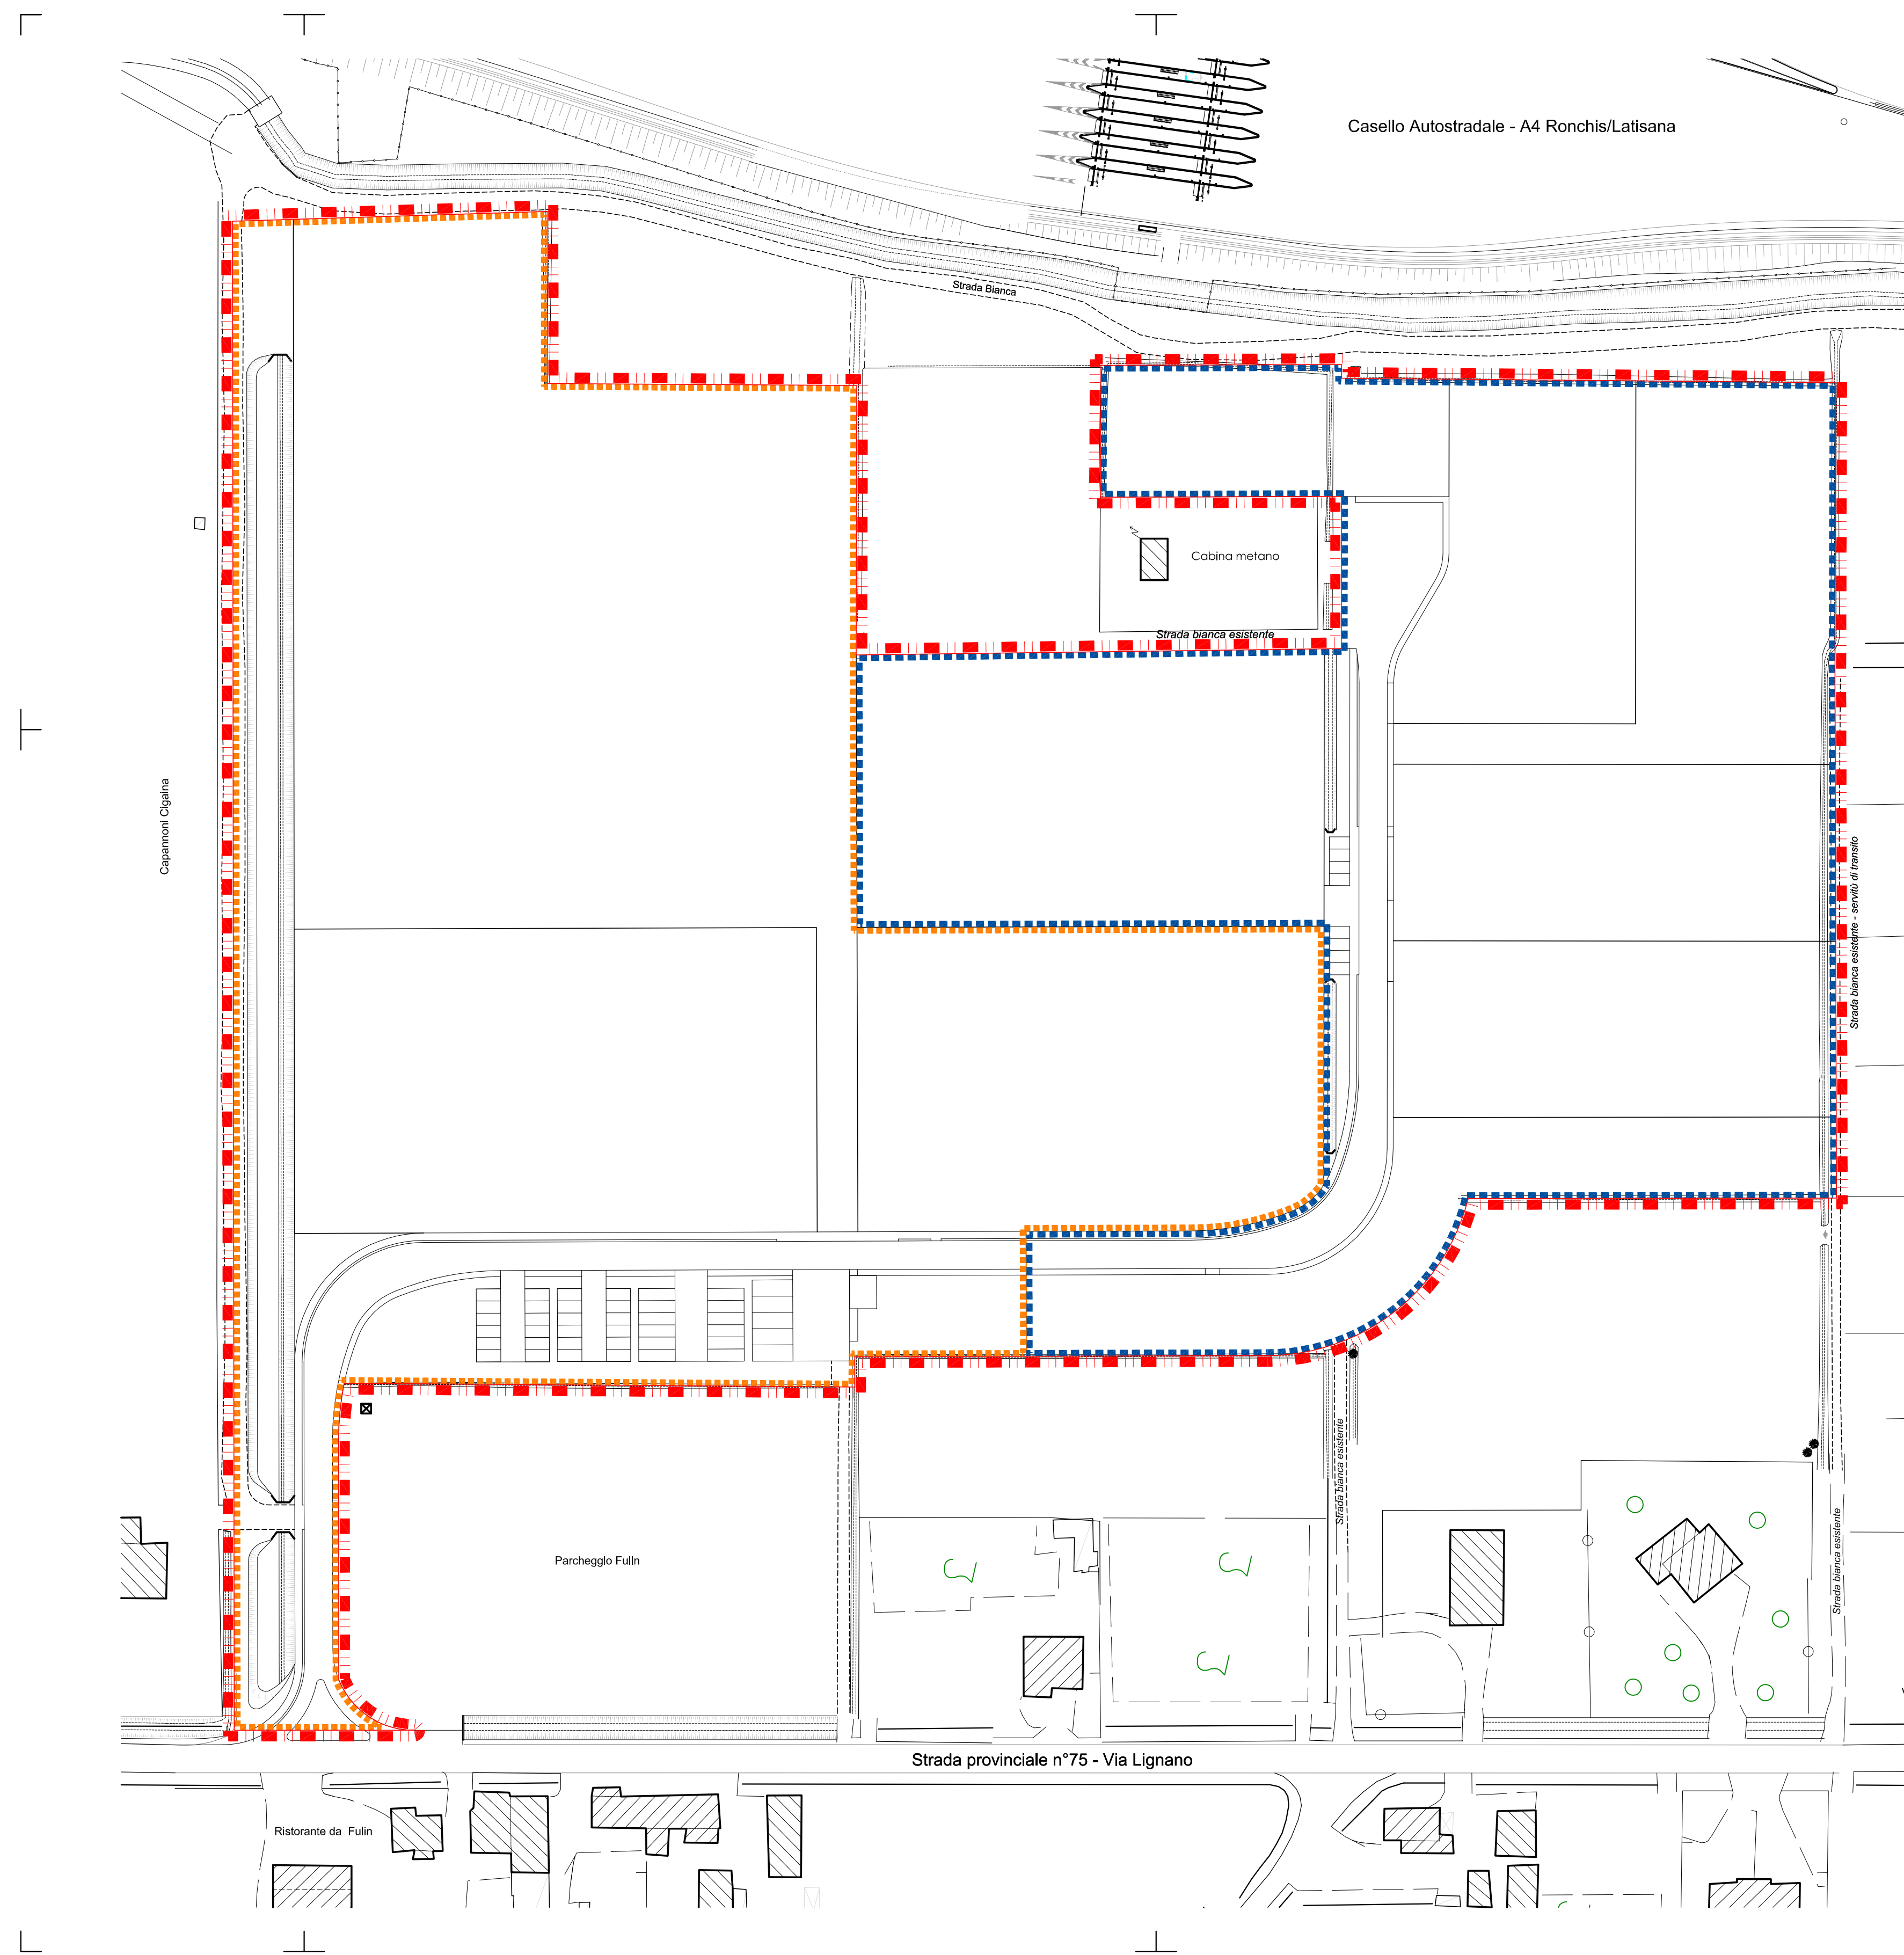 Casello Autostradale - A4 Ronchis/Latisana
Strada Bianca
Cabina metano
Strada bianca esistente
Capannoni Cigaina
Strada bianca esistente - servitù di transito
Strada bianca esistente
Strada bianca esistente
Parcheggio Fulin
Strada provinciale n°75 - Via Lignano
Ristorante da Fulin